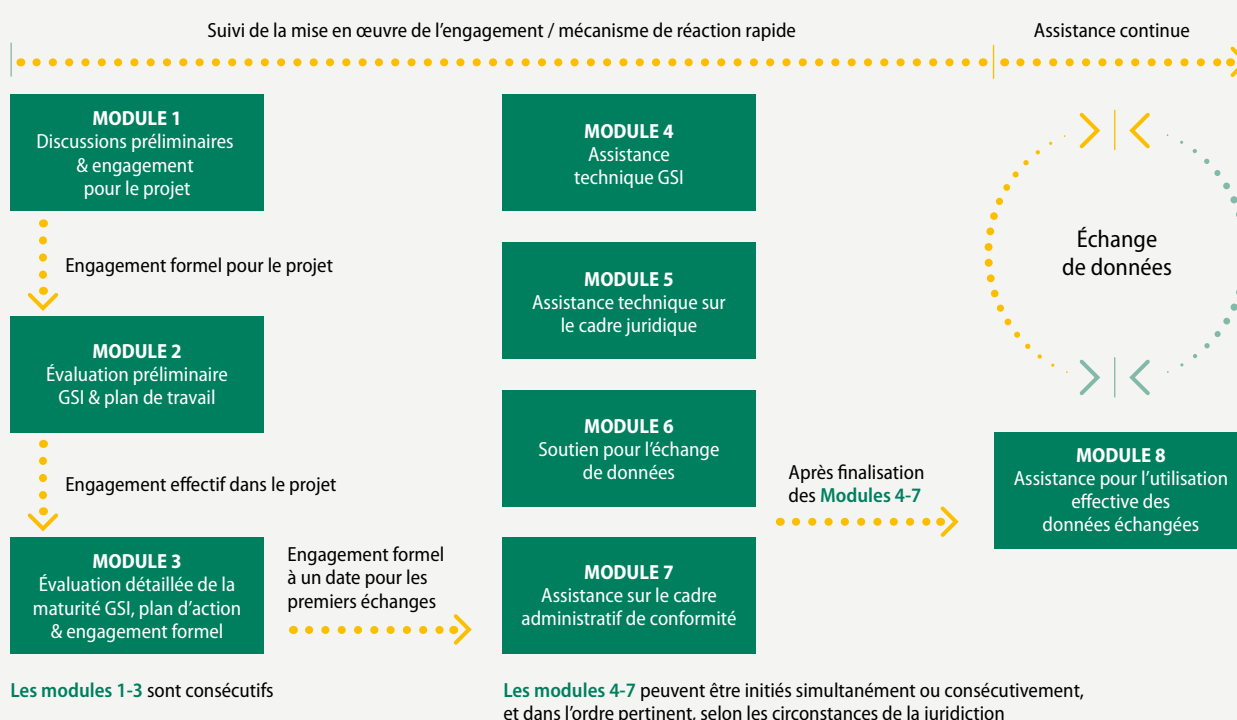 Suivi de la mise en œuvre de l'engagement / mécanisme de réaction rapide
Assistance continue
MODULE 1
Discussions préliminaires
& engagement
pour le projet
Engagement formel pour le projet
MODULE 2
Évaluation préliminaire
GSI & plan de travail
Engagement effectif dans le projet
MODULE 3
Évaluation détaillée de la
maturité GSI, plan d'action
& engagement formel
Les modules 1-3 sont consécutifs
Engagement formel
à un date pour les
premiers échanges
MODULE 4
Assistance
technique GSI
MODULE 5
Assistance technique sur
le cadre juridique
MODULE 6
Soutien pour l'échange
de données
MODULE 7
Assistance sur le cadre
administratif de conformité
Les modules 4-7 peuvent être initiés simultanément ou consécutivement,
et dans l'ordre pertinent, selon les circonstances de la juridiction
Après finalisation
des Modules 4-7
Échange
de données
MODULE 8
Assistance pour l'utilisation
effective des
données échangées